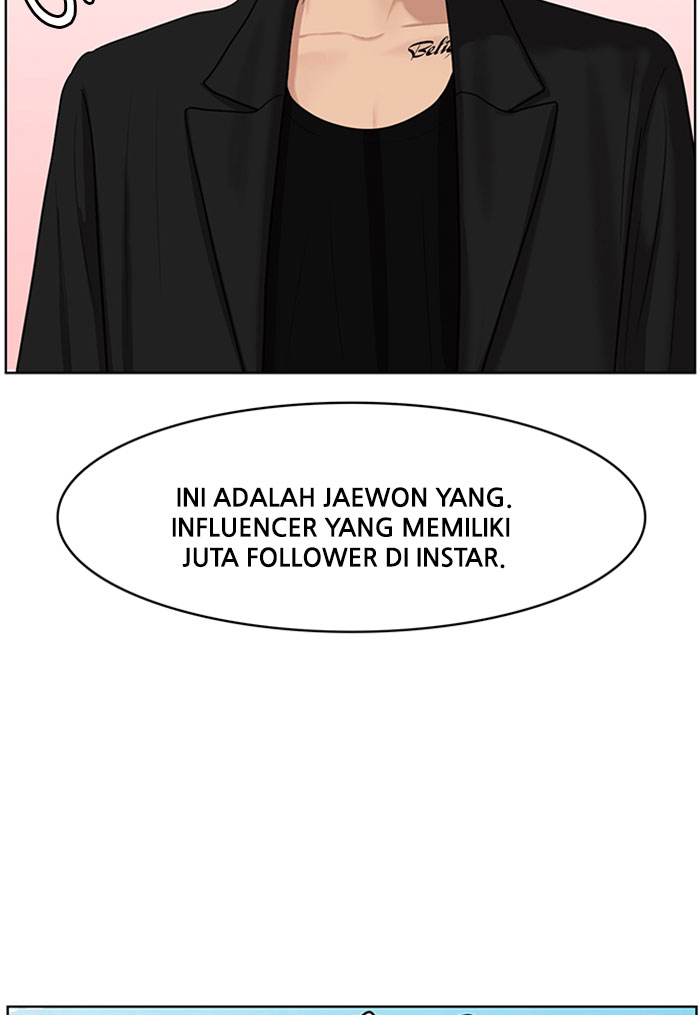 INI ADALAH JAEWON YANG.
INFLUENCER YANG MEMILIKI
JUTA FOLLOWER DI INSTAR.